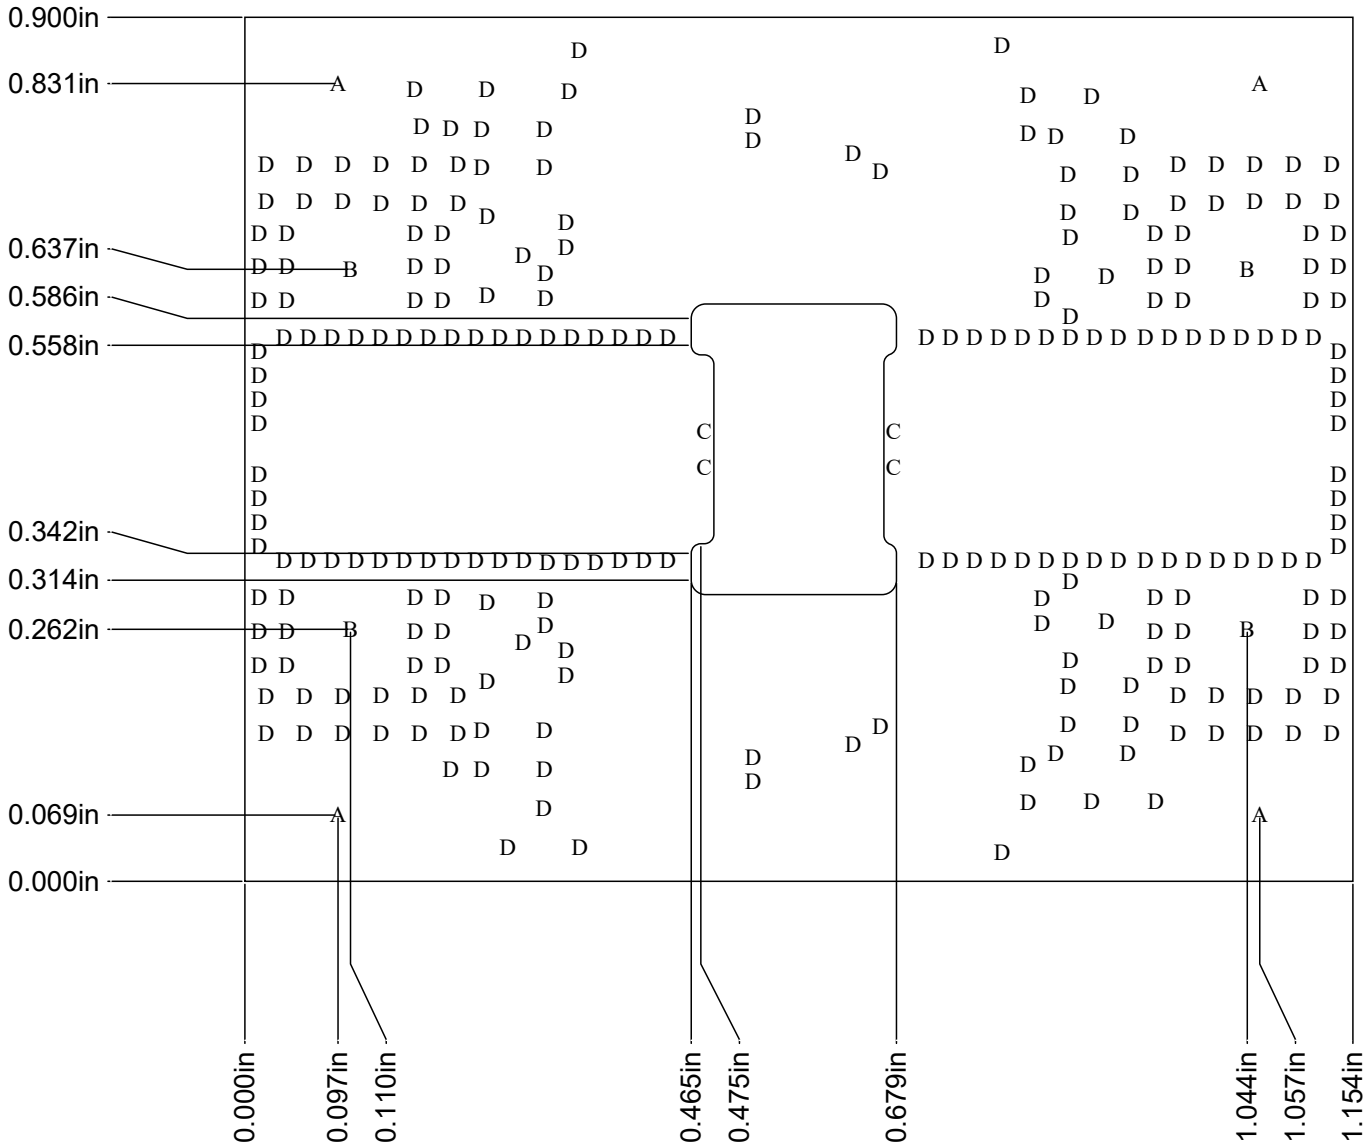 0.900in
D D
0.831in A A
D D D D D
D
D D D D D D D
D
D
D D D D D D D D D D D D D D D D
D D D D D D D D D D D D D D D
D D D D D D D D D
D D
0.637in D D B D D D D D D D B D D
0.586in
D D D D D D D D D D D
D
D D D D D D D D D D D D D D D D D D D D D D D D D D D D D D D D D D
0.558in
D D
D D
D D
D D
C C
C C
D D
D D
D D
0.342in
D D
D D D D D D D D D D D D D D D D D D D D D D D D D D D D D D D D D D
0.314in D
D D D D D D D D D D D
0.262in D D B D D D D D D D B D D
D D
D D D D D D D D D
D D D D
D D D D D D D D D D D
D D D D D D D D D D D D D D D D
D D D
D D
D D D
D
D D D D
0.069in A A
D D D
0.000in
0.000in
0.097in
0.110in
0.465in
0.475in
0.679in
1.044in
1.057in
1.154in